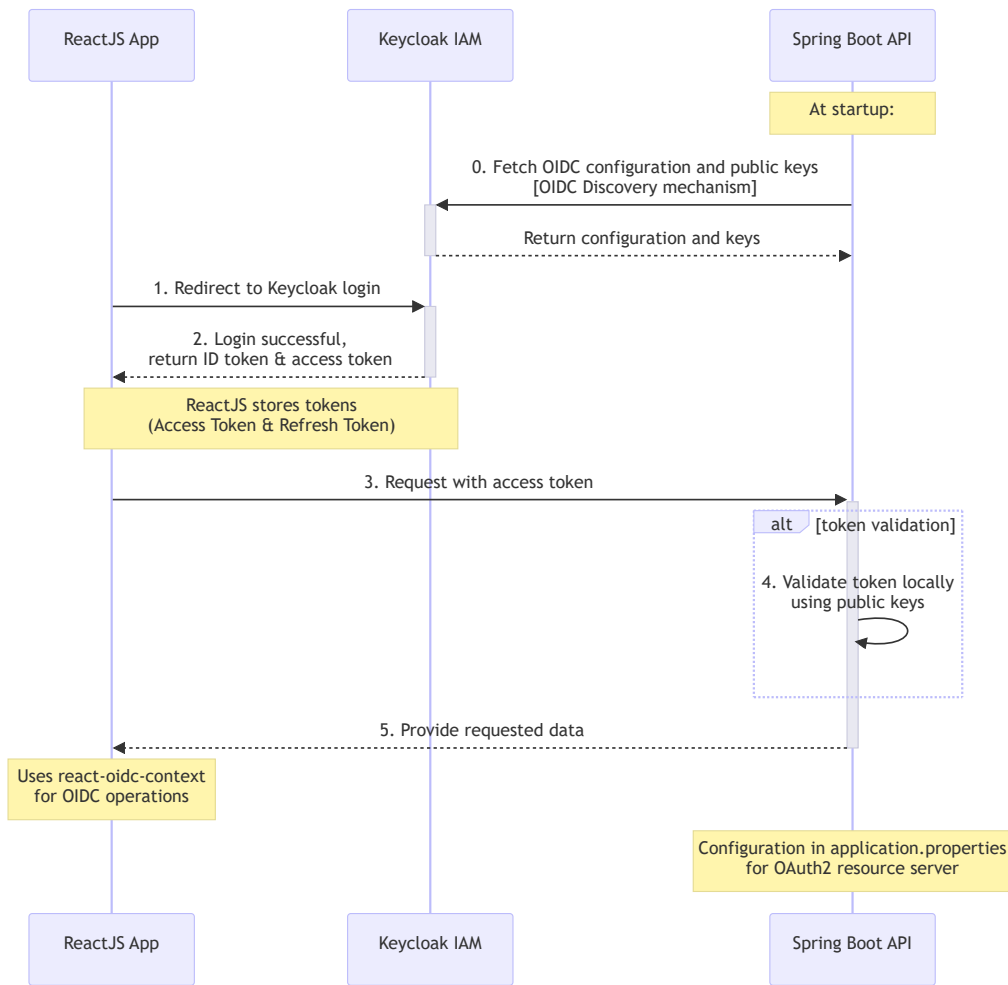 ReactJS App
Keycloak IAM
Spring Boot API
At startup:
0. Fetch OIDC configuration and public keys
[OIDC Discovery mechanism]
Return configuration and keys
1. Redirect to Keycloak login
2. Login successful,
return ID token & access token
ReactJS stores tokens
(Access Token & Refresh Token)
3. Request with access token
alt
[token validation]
4. Validate token locally
using public keys
5. Provide requested data
Uses react-oidc-context
for OIDC operations
Configuration in application.properties
for OAuth2 resource server
ReactJS App
Keycloak IAM
Spring Boot API